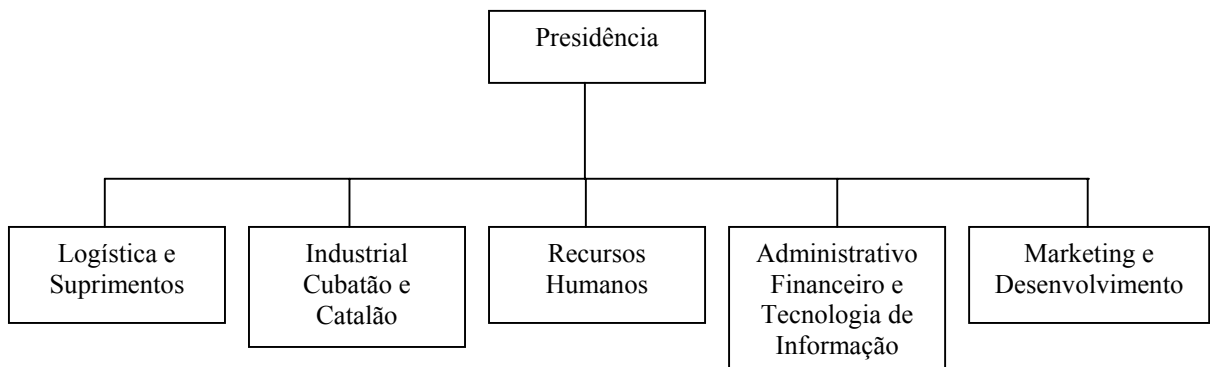 Presidência
Logística e
Suprimentos
Industrial
Cubatão e
Catalão
Recursos
Humanos
Administrativo
Financeiro e
Tecnologia de
Informação
Marketing e
Desenvolvimento